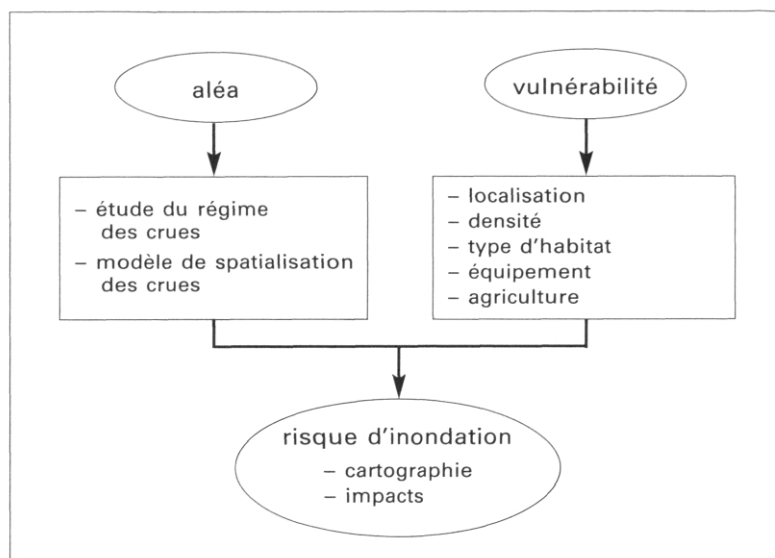 aléa
vulnérabilité
– étude du régime
des crues
– modèle de spatialisation
des crues
– localisation
– densité
– type d'habitat
– équipement
– agriculture
risque d'inondation
– cartographie
– impacts